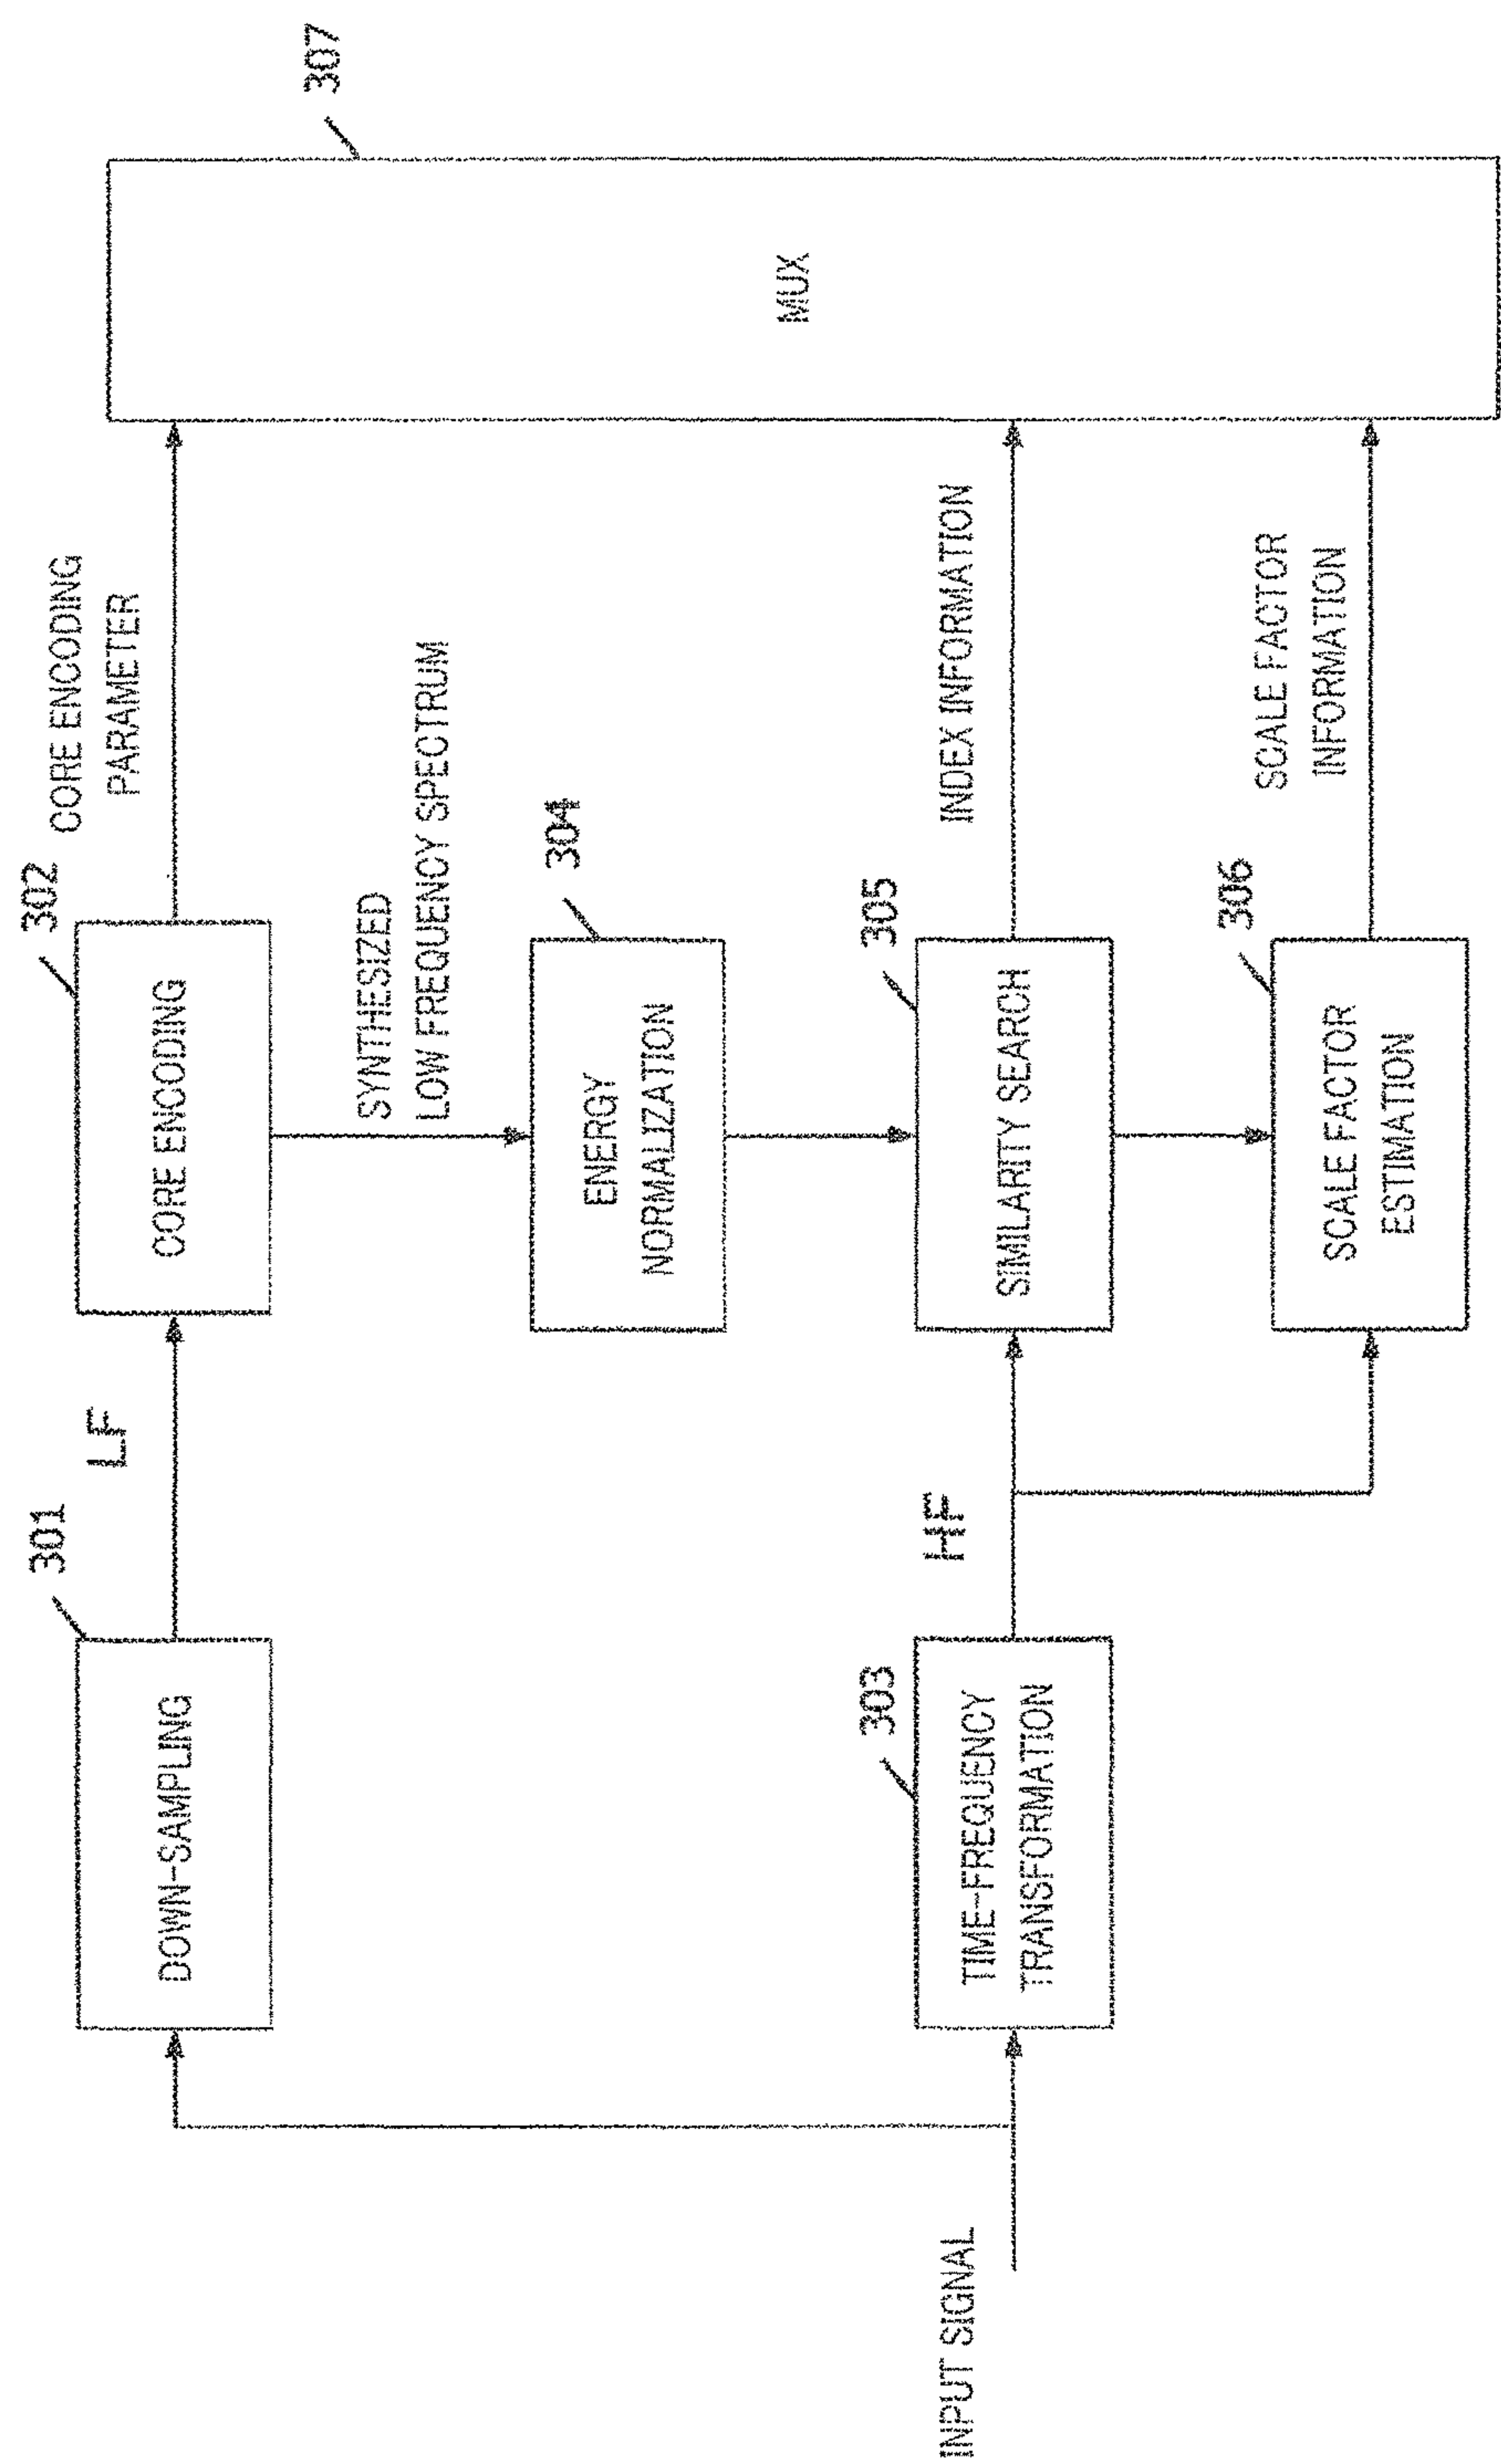 301
DOWN-SAMPLING
LF
302
CORE ENCODING
CORE ENCODING
PARAMETER
307
MUX
SYNTHESIZED
LOW FREQUENCY SPECTRUM
304
ENERGY
NORMALIZATION
INPUT SIGNAL
303
TIME-FREQUENCY
TRANSFORMATION
HF
305
SIMILARITY SEARCH
INDEX INFORMATION
306
SCALE FACTOR
ESTIMATION
SCALE FACTOR
INFORMATION